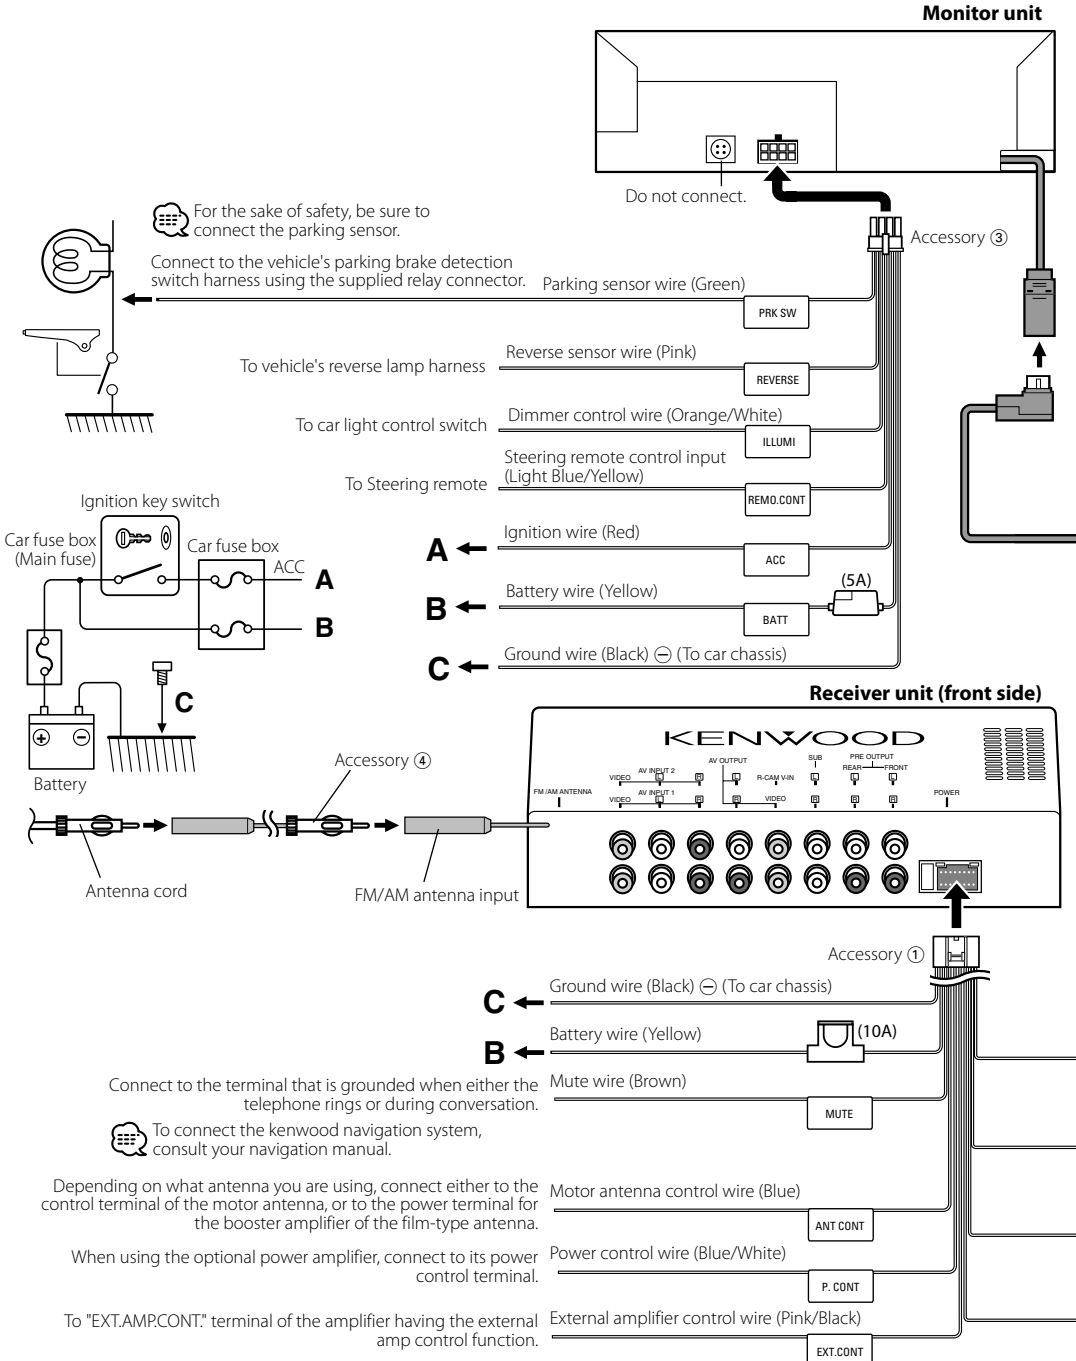 Monitor unit
Do not connect.
For the sake of safety, be sure to
connect the parking sensor.
Accessory ③
Connect to the vehicle's parking brake detection
switch harness using the supplied relay connector.
Parking sensor wire (Green)
PRK SW
To vehicle's reverse lamp harness
Reverse sensor wire (Pink)
REVERSE
To car light control switch
Dimmer control wire (Orange/White)
ILLUMI
Steering remote control input
(Light Blue/Yellow)
To Steering remote
REMO.CONT
Ignition key switch
Car fuse box
(Main fuse)
Car fuse box
ACC
A
B
C
Battery
A
Ignition wire (Red)
ACC
B
Battery wire (Yellow)
(5A)
BATT
C
Ground wire (Black) ⊖ (To car chassis)
Receiver unit (front side)
KENWOOD
FM /AM ANTENNA
VIDEO
AV INPUT 2
L
R
AV OUTPUT
L
R-CAM V-IN
SUB
L
PRE OUTPUT
REAR
FRONT
L
L
VIDEO
AV INPUT 1
L
R
R
VIDEO
R
R
R
POWER
Accessory ④
Antenna cord
FM/AM antenna input
Accessory ①
C
Ground wire (Black) ⊖ (To car chassis)
B
Battery wire (Yellow)
(10A)
Connect to the terminal that is grounded when either the
telephone rings or during conversation.
Mute wire (Brown)
MUTE
To connect the kenwood navigation system,
consult your navigation manual.
Depending on what antenna you are using, connect either to the
control terminal of the motor antenna, or to the power terminal for
the booster amplifier of the film-type antenna.
Motor antenna control wire (Blue)
ANT CONT
When using the optional power amplifier, connect to its power
control terminal.
Power control wire (Blue/White)
P. CONT
To "EXT.AMP.CONT." terminal of the amplifier having the external
amp control function.
External amplifier control wire (Pink/Black)
EXT.CONT